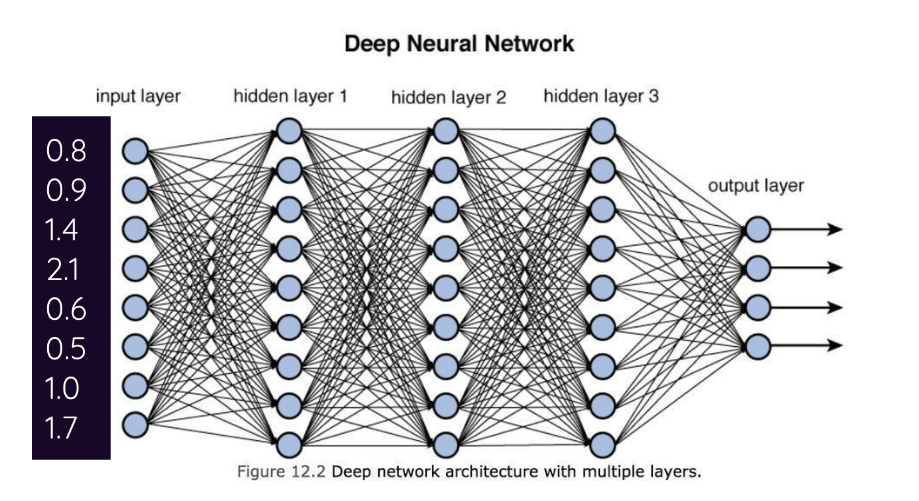 Deep Neural Network
input layer
hidden layer 1
hidden layer 2
hidden layer 3
output layer
0.8
0.9
1.4
2.1
0.6
0.5
1.0
1.7
Figure 12.2 Deep network architecture with multiple layers.